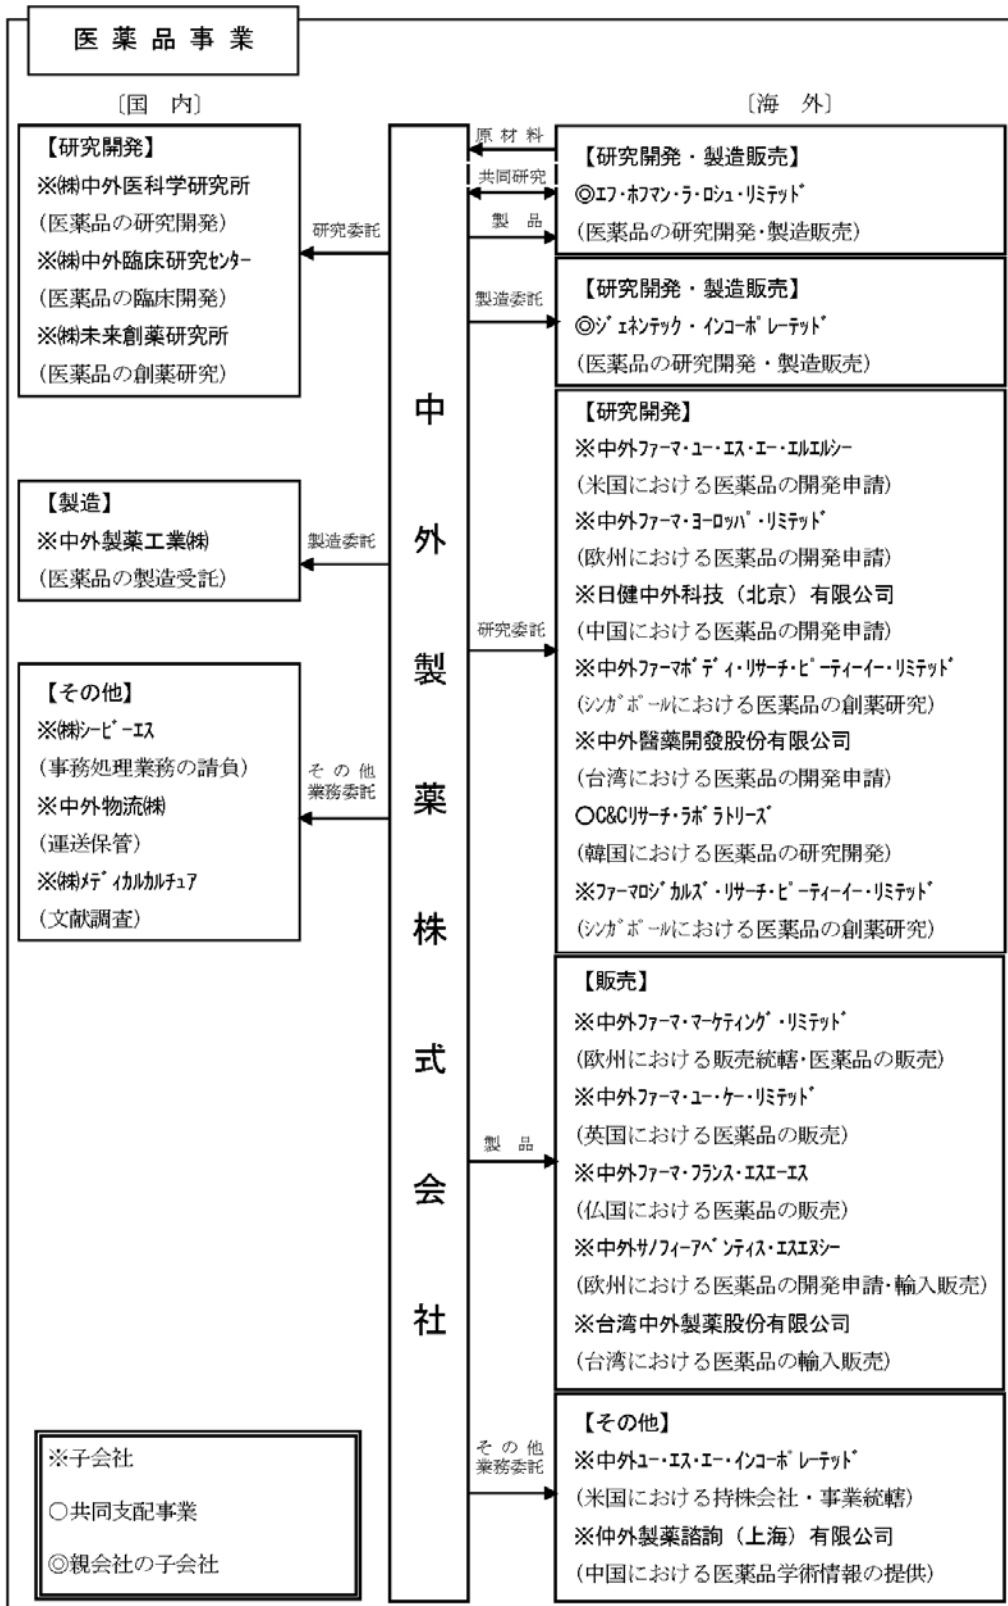 医薬品事業
〔国 内〕
【研究開発】
※㈱中外医科学研究所
(医薬品の研究開発)
※㈱中外臨床研究ｾﾝﾀｰ
(医薬品の臨床開発)
※㈱未来創薬研究所
(医薬品の創薬研究)
研究委託
【製造】
※中外製薬工業㈱
(医薬品の製造受託)
製造委託
【その他】
※㈱ｼｰﾋﾞｰｴｽ
(事務処理業務の請負)
※中外物流㈱
(運送保管)
※㈱ﾒﾃﾞｨｶﾙｶﾙﾁｭｱ
(文献調査)
その他
業務委託
中外製薬株式会社
〔海 外〕
原材料
共同研究
製 品
【研究開発・製造販売】
◎ｴﾌ・ﾎﾌﾏﾝ・ﾗ・ﾛｼｭ・ﾘﾐﾃｯﾄﾞ
(医薬品の研究開発・製造販売)
製造委託
【研究開発・製造販売】
◎ｼﾞｪﾈﾝﾃｯｸ・ｲﾝｺｰﾎﾟﾚｰﾃｯﾄﾞ
(医薬品の研究開発・製造販売)
研究委託
【研究開発】
※中外ﾌｧｰﾏ・ﾕｰ・ｴｽ・ｴｰ・ｴﾙｴﾙｼｰ
(米国における医薬品の開発申請)
※中外ﾌｧｰﾏ・ﾖｰﾛｯﾊﾟ・ﾘﾐﾃｯﾄﾞ
(欧州における医薬品の開発申請)
※日健中外科技（北京）有限公司
(中国における医薬品の開発申請)
※中外ﾌｧｰﾏﾎﾞﾃﾞｨ・ﾘｻｰﾁ・ﾋﾟｰﾃｨｰｲｰ・ﾘﾐﾃｯﾄﾞ
(ｼﾝｶﾞﾎﾟｰﾙにおける医薬品の創薬研究)
※中外醫藥開發股份有限公司
(台湾における医薬品の開発申請)
○C&Cﾘｻｰﾁ・ﾗﾎﾞﾗﾄﾘｰｽﾞ
(韓国における医薬品の研究開発)
※ﾌｧｰﾏﾛｼﾞｶﾙｽﾞ・ﾘｻｰﾁ・ﾋﾟｰﾃｨｰｲｰ・ﾘﾐﾃｯﾄﾞ
(ｼﾝｶﾞﾎﾟｰﾙにおける医薬品の創薬研究)
製 品
【販売】
※中外ﾌｧｰﾏ・ﾏｰｹﾃｨﾝｸﾞ・ﾘﾐﾃｯﾄﾞ
(欧州における販売統轄・医薬品の販売)
※中外ﾌｧｰﾏ・ﾕｰ・ｹｰ・ﾘﾐﾃｯﾄﾞ
(英国における医薬品の販売)
※中外ﾌｧｰﾏ・ﾌﾗﾝｽ・ｴｽｴｰｴｽ
(仏国における医薬品の販売)
※中外ｻﾉﾌｨｰｱﾍﾞﾝﾃｨｽ・ｴｽｴﾇｼｰ
(欧州における医薬品の開発申請・輸入販売)
※台湾中外製薬股份有限公司
(台湾における医薬品の輸入販売)
その他
業務委託
【その他】
※中外ﾕｰ・ｴｽ・ｴｰ・ｲﾝｺｰﾎﾟﾚｰﾃｯﾄﾞ
(米国における持株会社・事業統轄)
※仲外製薬諮詢（上海）有限公司
(中国における医薬品学術情報の提供)
※子会社
○共同支配事業
◎親会社の子会社